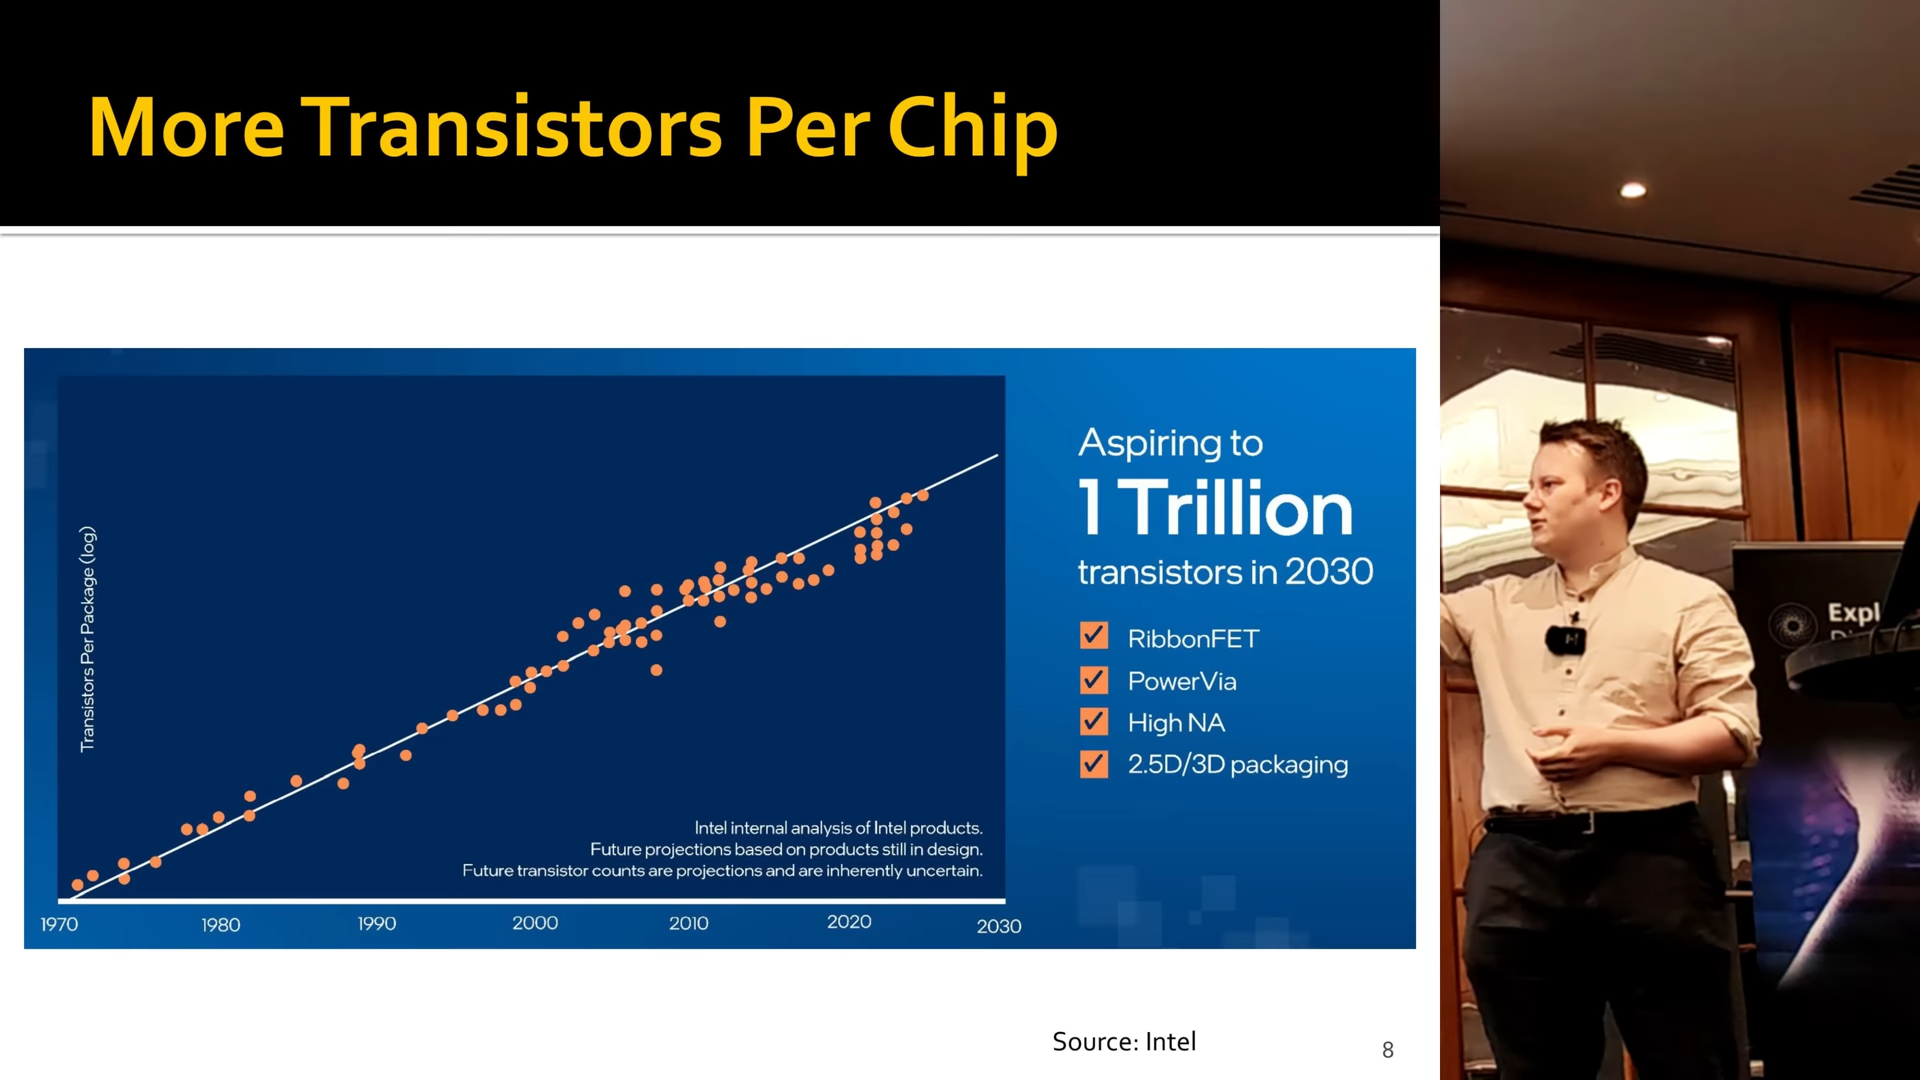 More Transistors Per Chip
Transistors Per Package (log)
Intel internal analysis of Intel products.
Future projections based on products still in design.
Future transistor counts are projections and are inherently uncertain.
1970 1980 1990 2000 2010 2020 2030
Aspiring to
1 Trillion
transistors in 2030
RibbonFET
PowerVia
High NA
2.5D/3D packaging
Source: Intel
8
Expl